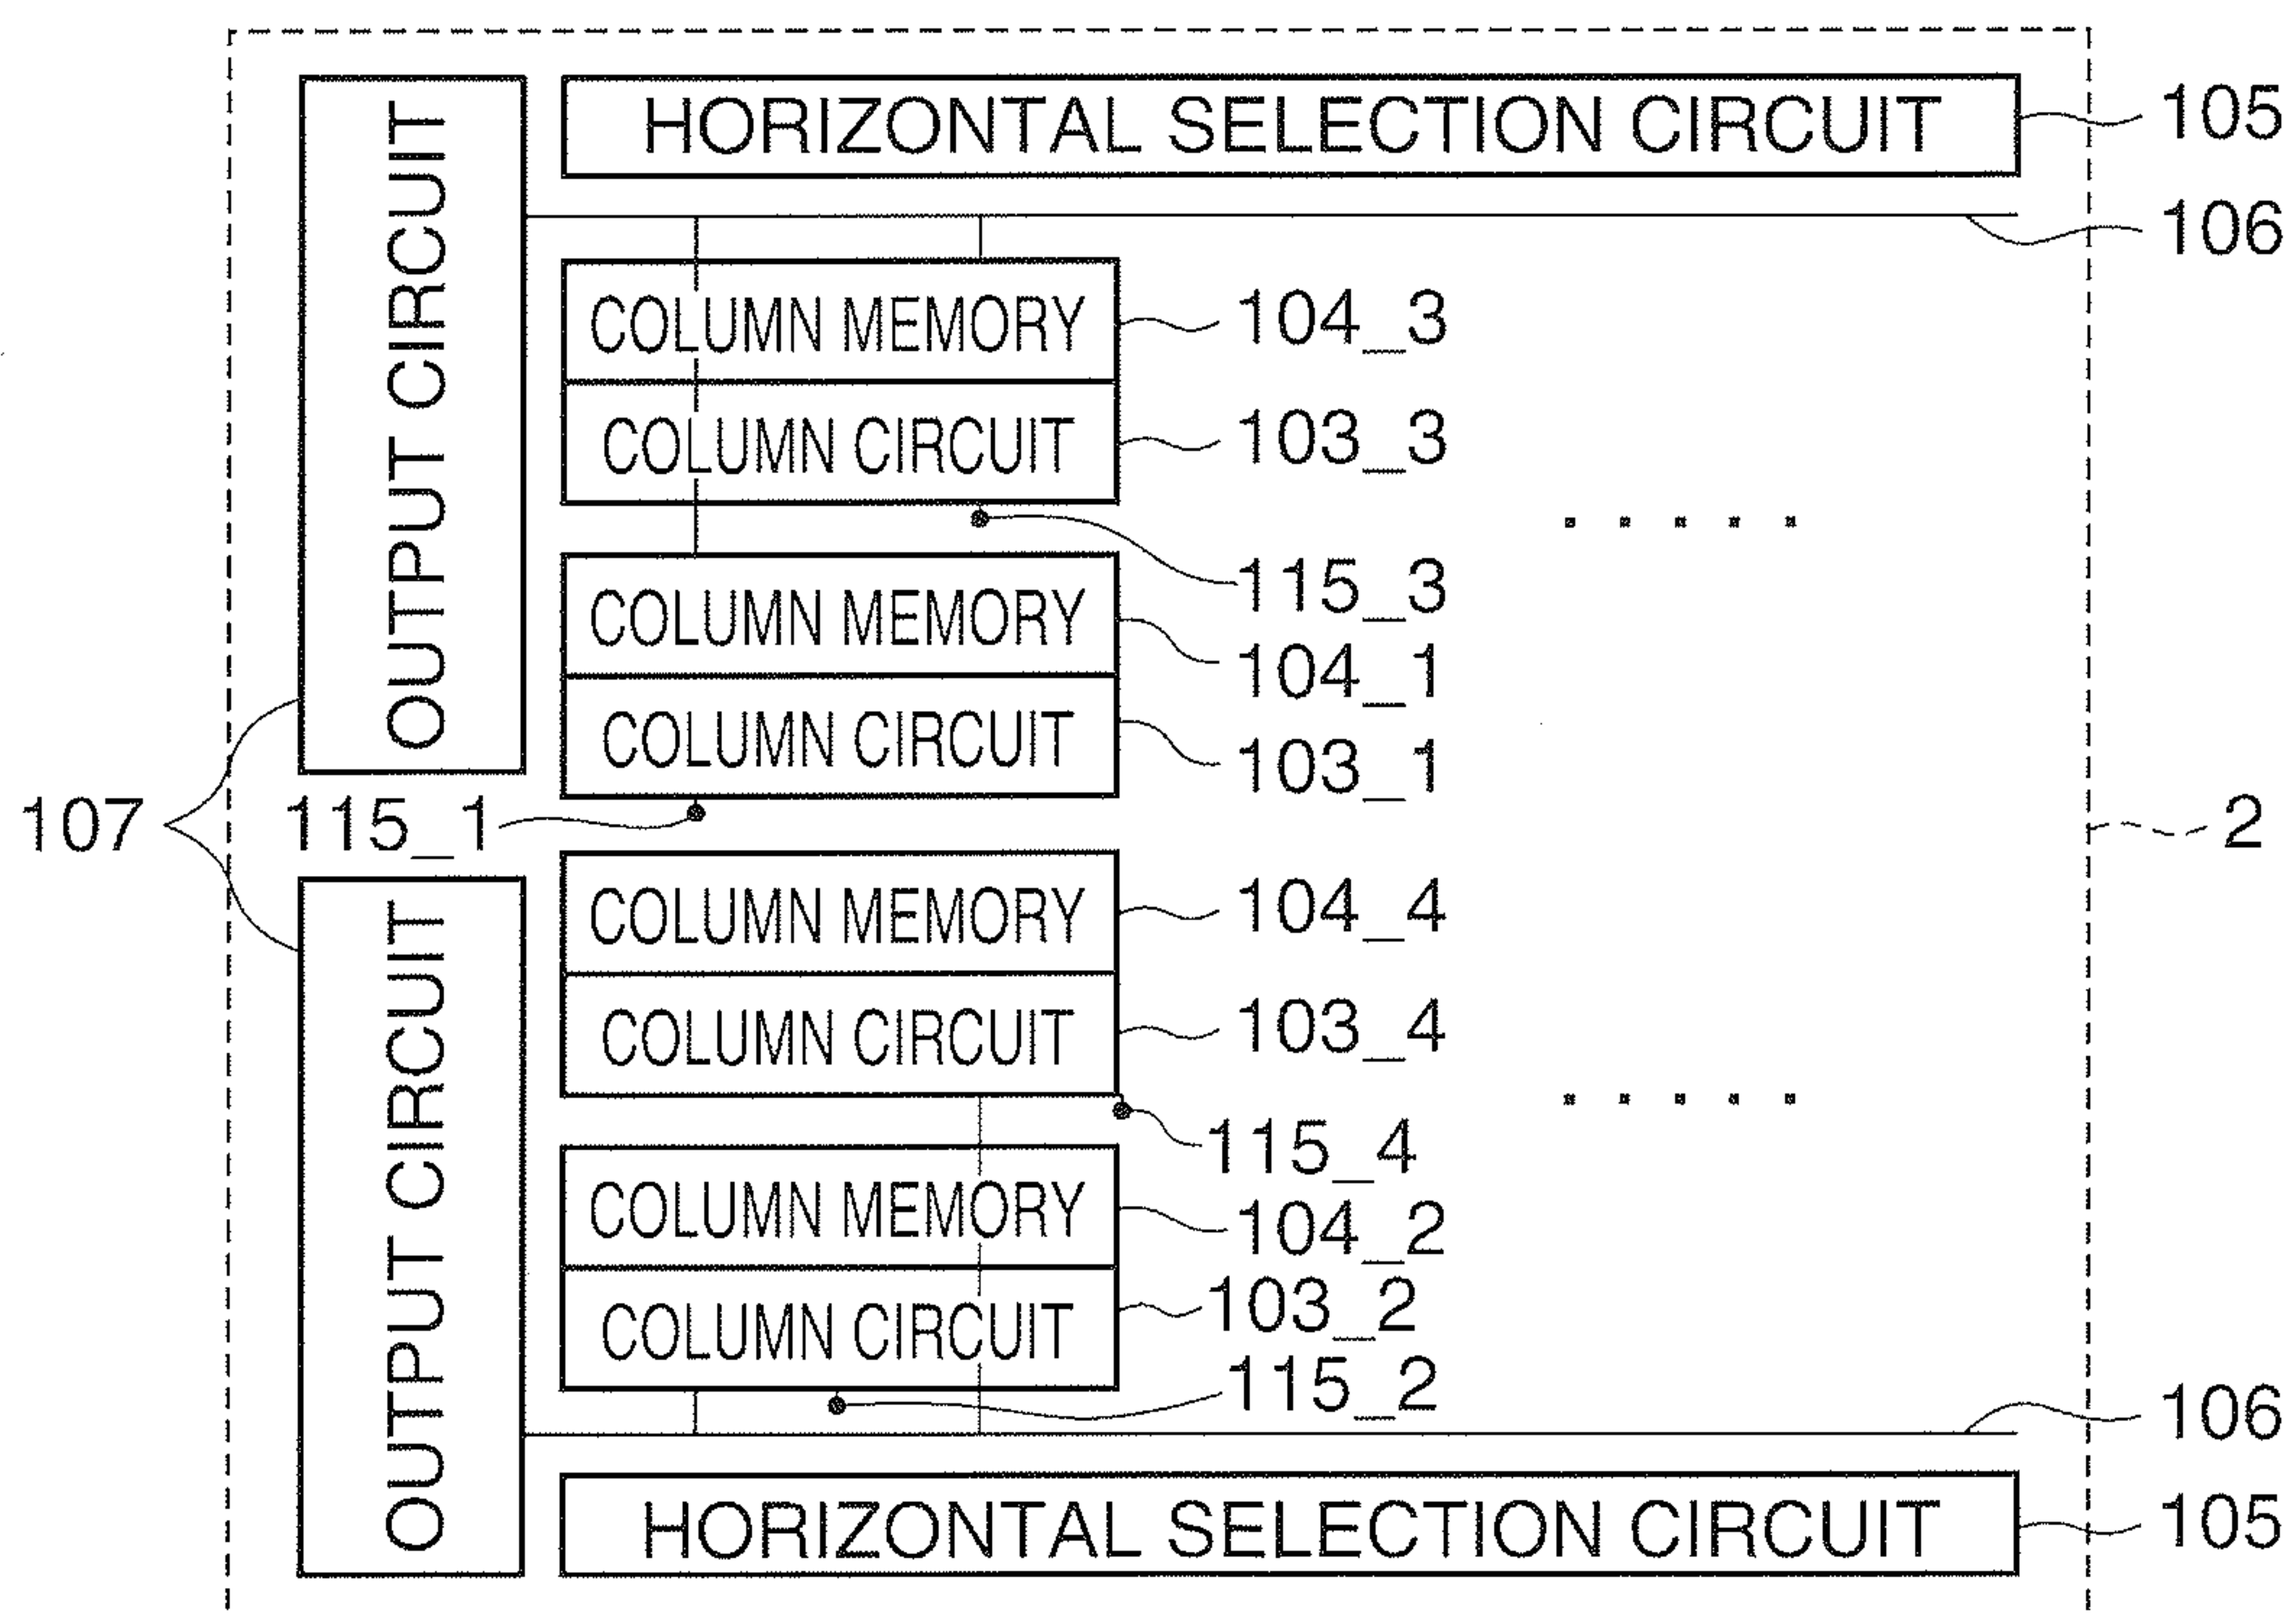 OUTPUT CIRCUIT
HORIZONTAL SELECTION CIRCUIT
105
106
COLUMN MEMORY
104_3
COLUMN CIRCUIT
103_3
115_3
COLUMN MEMORY
104_1
COLUMN CIRCUIT
103_1
107
115_1
2
OUTPUT CIRCUIT
COLUMN MEMORY
104_4
COLUMN CIRCUIT
103_4
115_4
COLUMN MEMORY
104_2
COLUMN CIRCUIT
103_2
115_2
106
HORIZONTAL SELECTION CIRCUIT
105